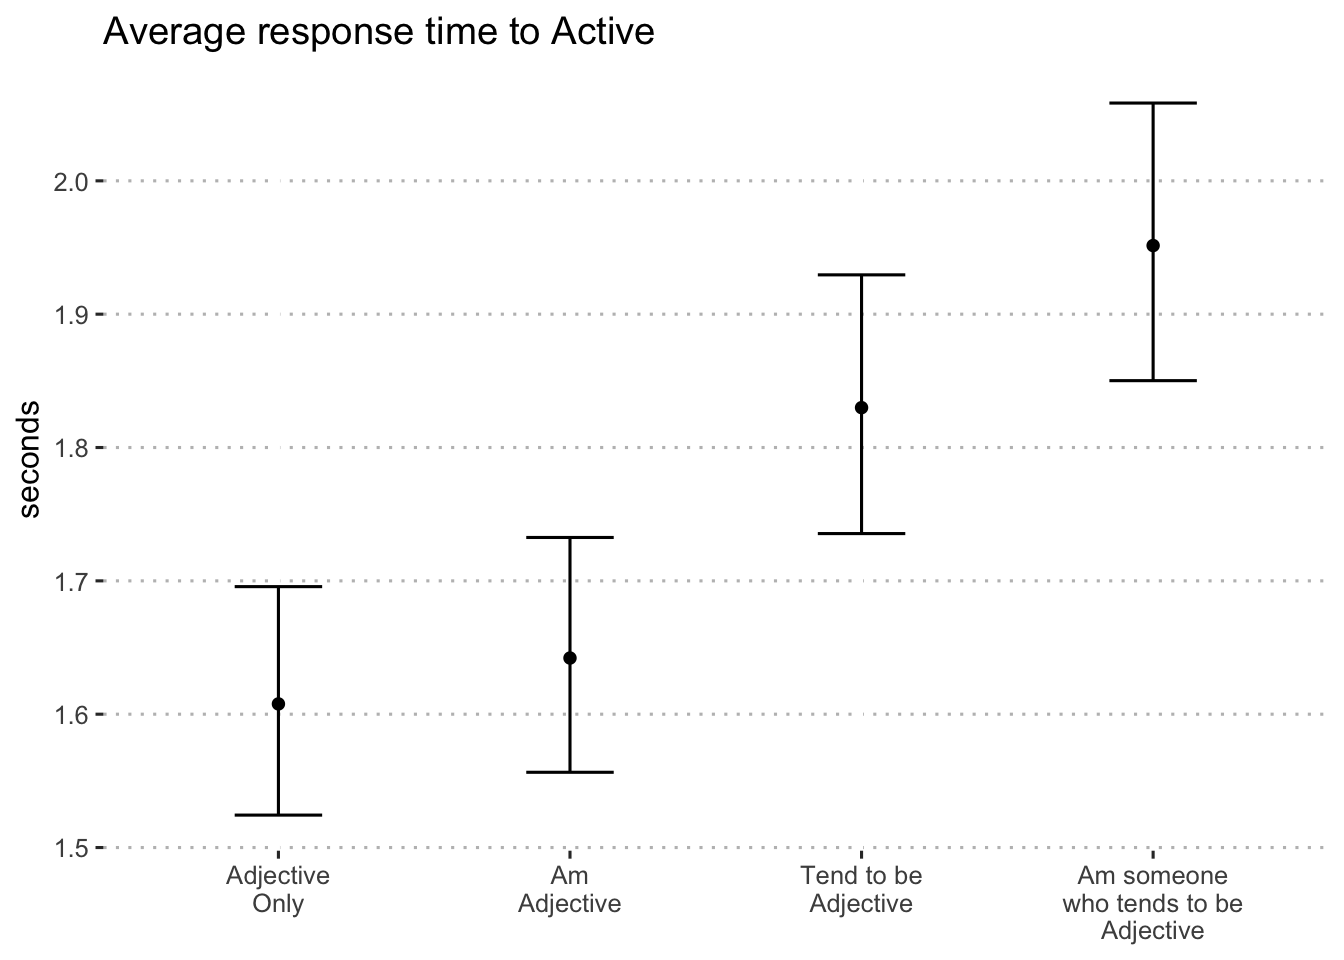 Average response time to Active
seconds
2.0
1.9
1.8
1.7
1.6
1.5
Adjective
Only
Am
Adjective
Tend to be
Adjective
Am someone
who tends to be
Adjective